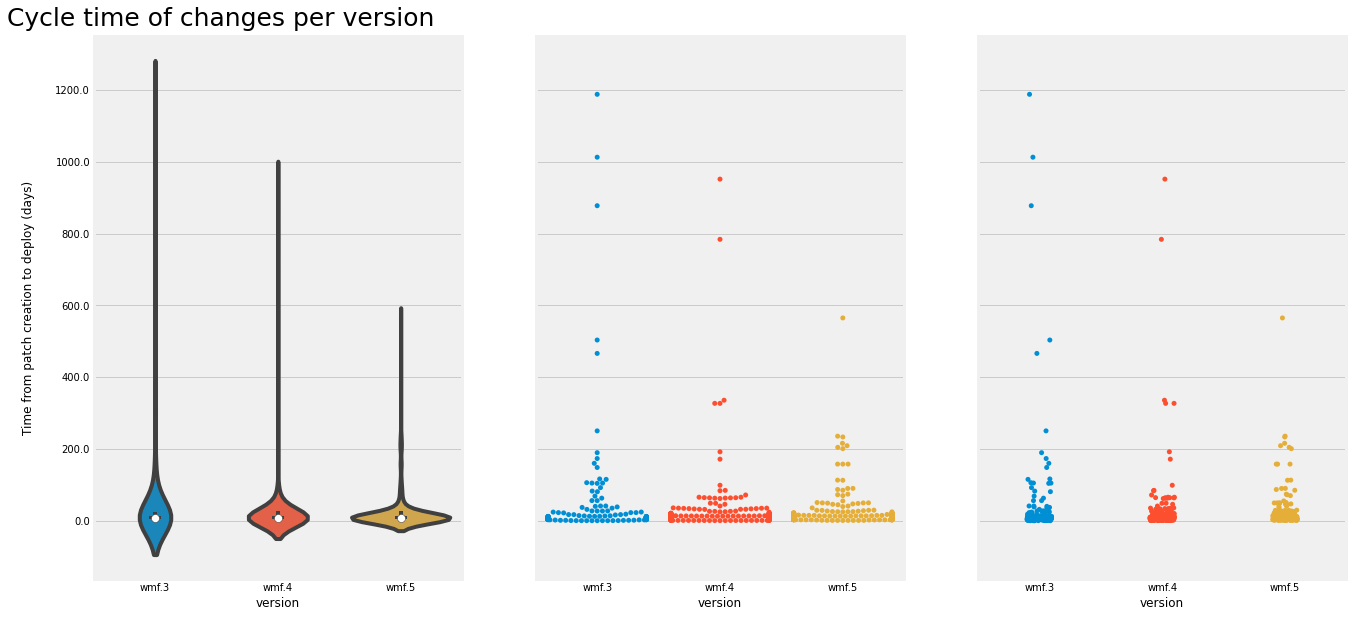 Cycle time of changes per version
Time from patch creation to deploy (days)
1200.0
1000.0
800.0
600.0
400.0
200.0
0.0
wmf.3 wmf.4 wmf.5
version
wmf.3 wmf.4 wmf.5
version
wmf.3 wmf.4 wmf.5
version